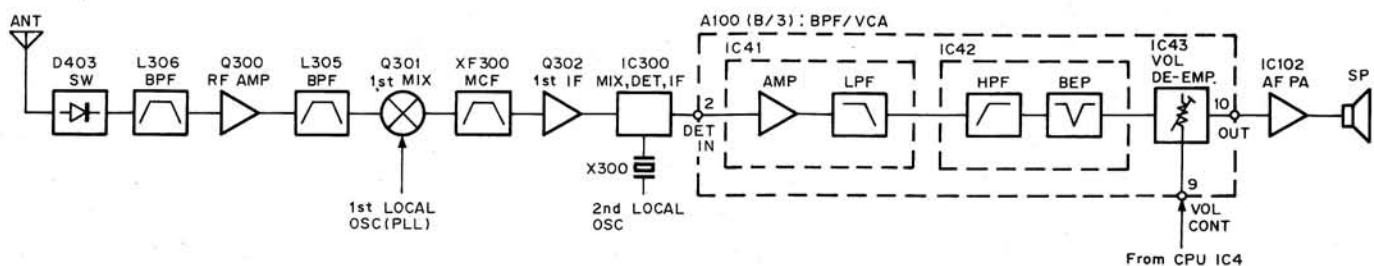 ANT
D403
SW
L306
BPF
Q300
RF AMP
L305
BPF
Q301
1st MIX
XF300
MCF
Q302
1st IF
IC300
MIX, DET, IF
X300
1st LOCAL
OSC (PLL)
2nd LOCAL
OSC
A100 (B/3) : BPF/VCA
2
DET
IN
IC41
AMP
LPF
IC42
HPF
BEP
IC43
VOL
DE-EMP.
10
OUT
9
VOL
CONT
From CPU IC4
IC102
AF PA
SP